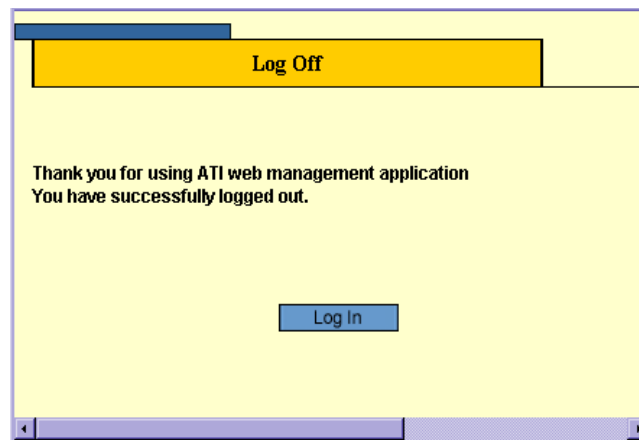 Log Off
Thank you for using ATI web management application
You have successfully logged out.
Log In